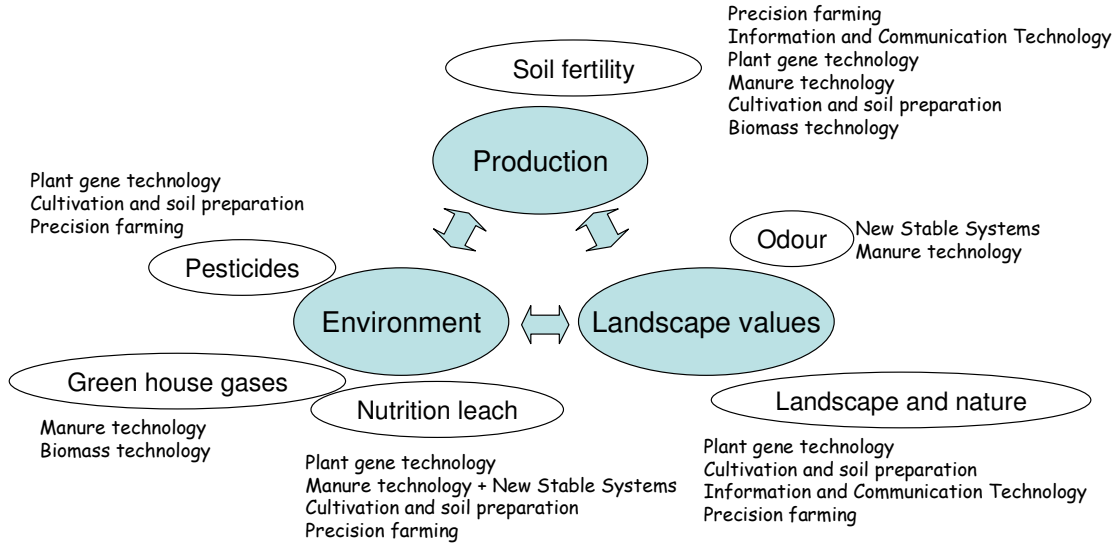 Precision farming
Information and Communication Technology
Plant gene technology
Manure technology
Cultivation and soil preparation
Biomass technology
Soil fertility
Production
Plant gene technology
Cultivation and soil preparation
Precision farming
Pesticides
Odour
New Stable Systems
Manure technology
Environment
Landscape values
Green house gases
Manure technology
Biomass technology
Nutrition leach
Plant gene technology
Manure technology + New Stable Systems
Cultivation and soil preparation
Precision farming
Landscape and nature
Plant gene technology
Cultivation and soil preparation
Information and Communication Technology
Precision farming